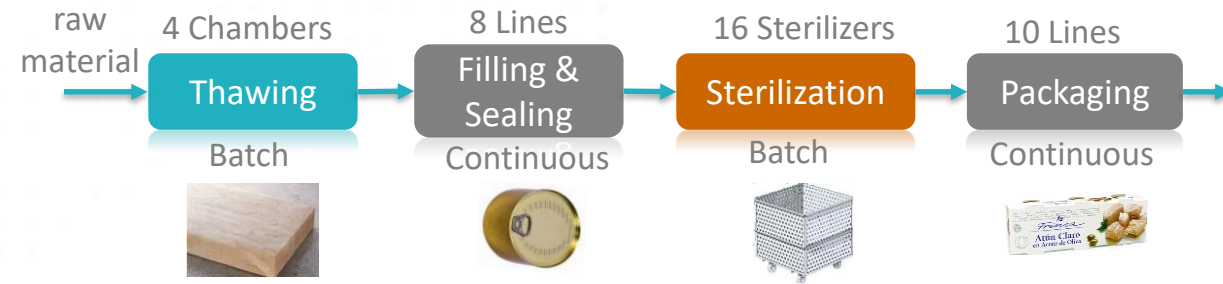 raw
material
4 Chambers
Thawing
Batch
8 Lines
Filling &
Sealing
Continuous
16 Sterilizers
Sterilization
Batch
10 Lines
Packaging
Continuous
Frinsa
Atún Claro
en Aceite de Oliva